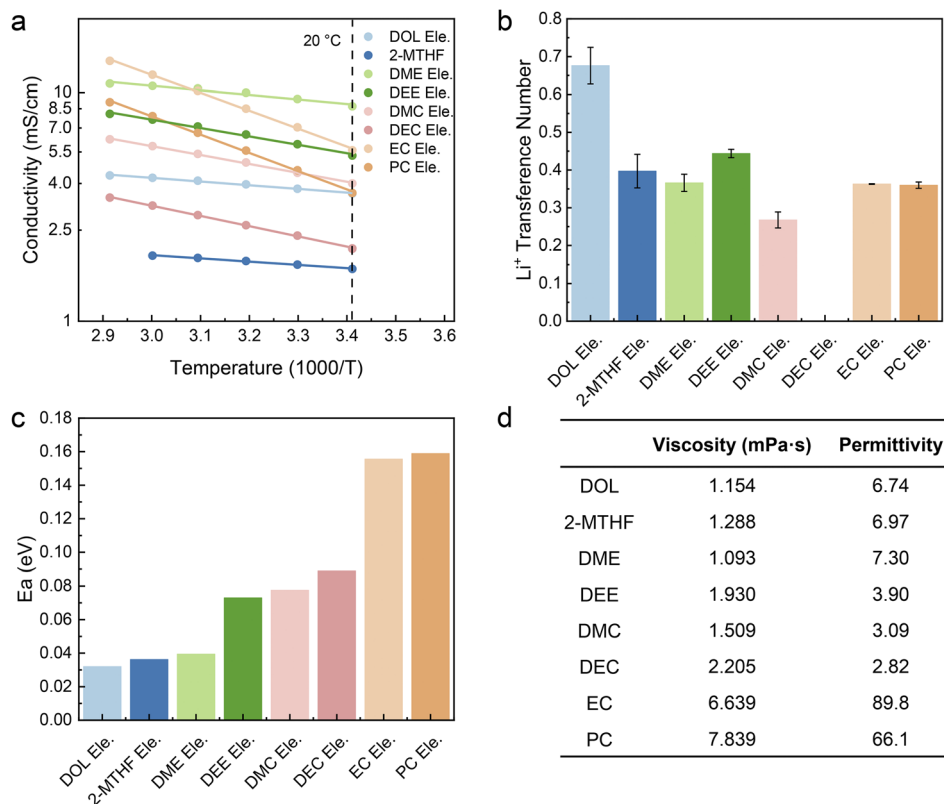 a
20 °C
DOL Ele.
2-MTHF
DME Ele.
DEE Ele.
DMC Ele.
DEC Ele.
EC Ele.
PC Ele.
Conductivity (mS/cm)
10
8.5
7.0
5.5
4.0
2.5
1
2.9 3.0 3.1 3.2 3.3 3.4 3.5 3.6
Temperature (1000/T)
b
Li⁺ Transference Number
0.8
0.7
0.6
0.5
0.4
0.3
0.2
0.1
0.0
DOL Ele. 2-MTHF Ele. DME Ele. DEE Ele. DMC Ele. DEC Ele. EC Ele. PC Ele.
c
Ea (eV)
0.18
0.16
0.14
0.12
0.10
0.08
0.06
0.04
0.02
0.00
DOL Ele. 2-MTHF Ele. DME Ele. DEE Ele. DMC Ele. DEC Ele. EC Ele. PC Ele.
d
Viscosity (mPa·s) Permittivity
DOL 1.154 6.74
2-MTHF 1.288 6.97
DME 1.093 7.30
DEE 1.930 3.90
DMC 1.509 3.09
DEC 2.205 2.82
EC 6.639 89.8
PC 7.839 66.1